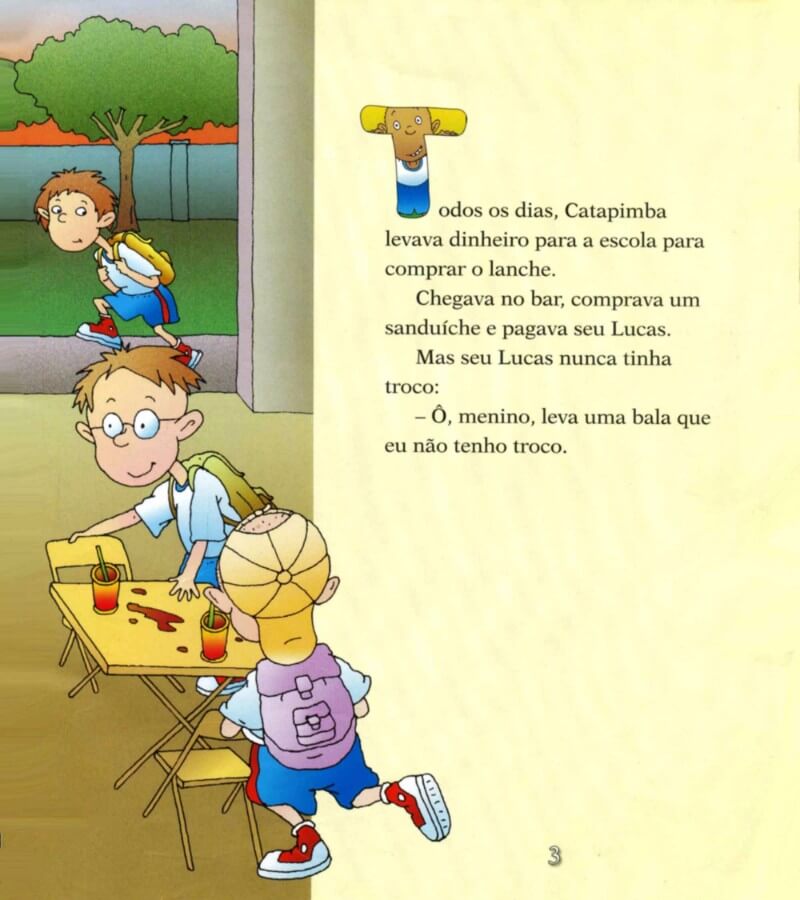 Todos os dias, Catapimba
levava dinheiro para a escola para
comprar o lanche.
Chegava no bar, comprava um
sanduíche e pagava seu Lucas.
Mas seu Lucas nunca tinha
troco:
– Ô, menino, leva uma bala que
eu não tenho troco.
3